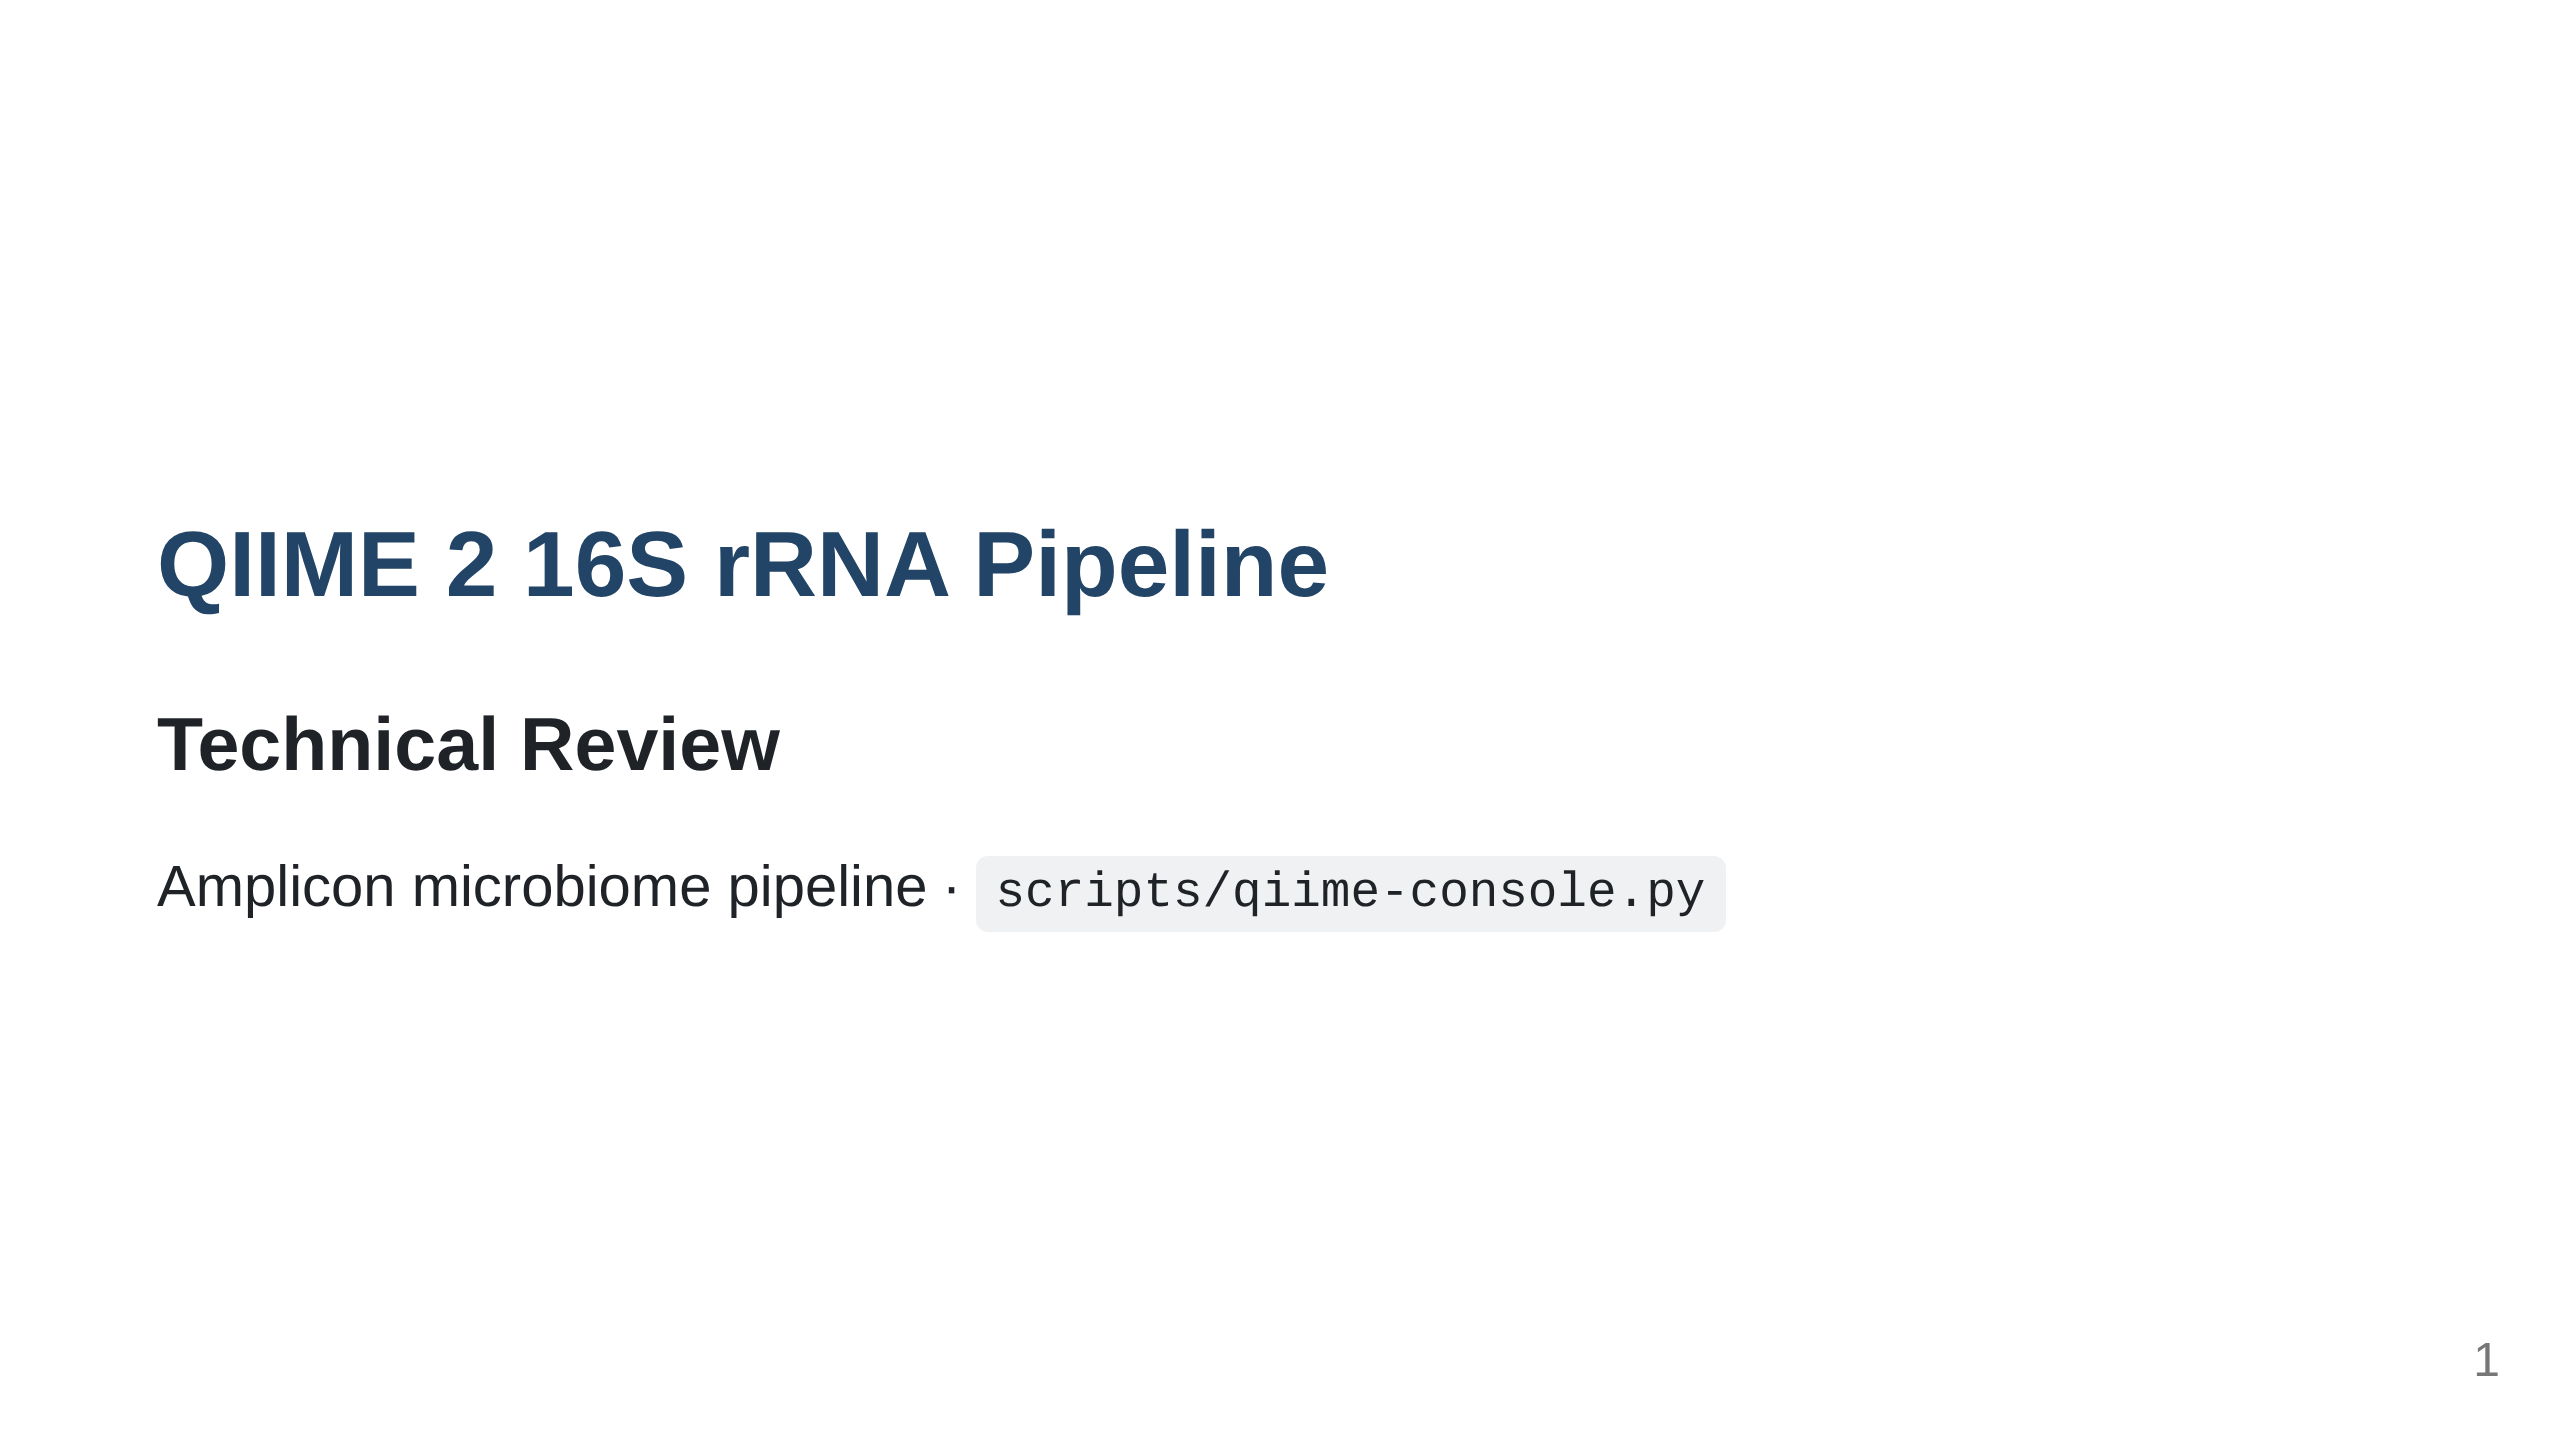 QIIME 2 16S rRNA Pipeline
Technical Review
Amplicon microbiome pipeline · scripts/qiime-console.py
1